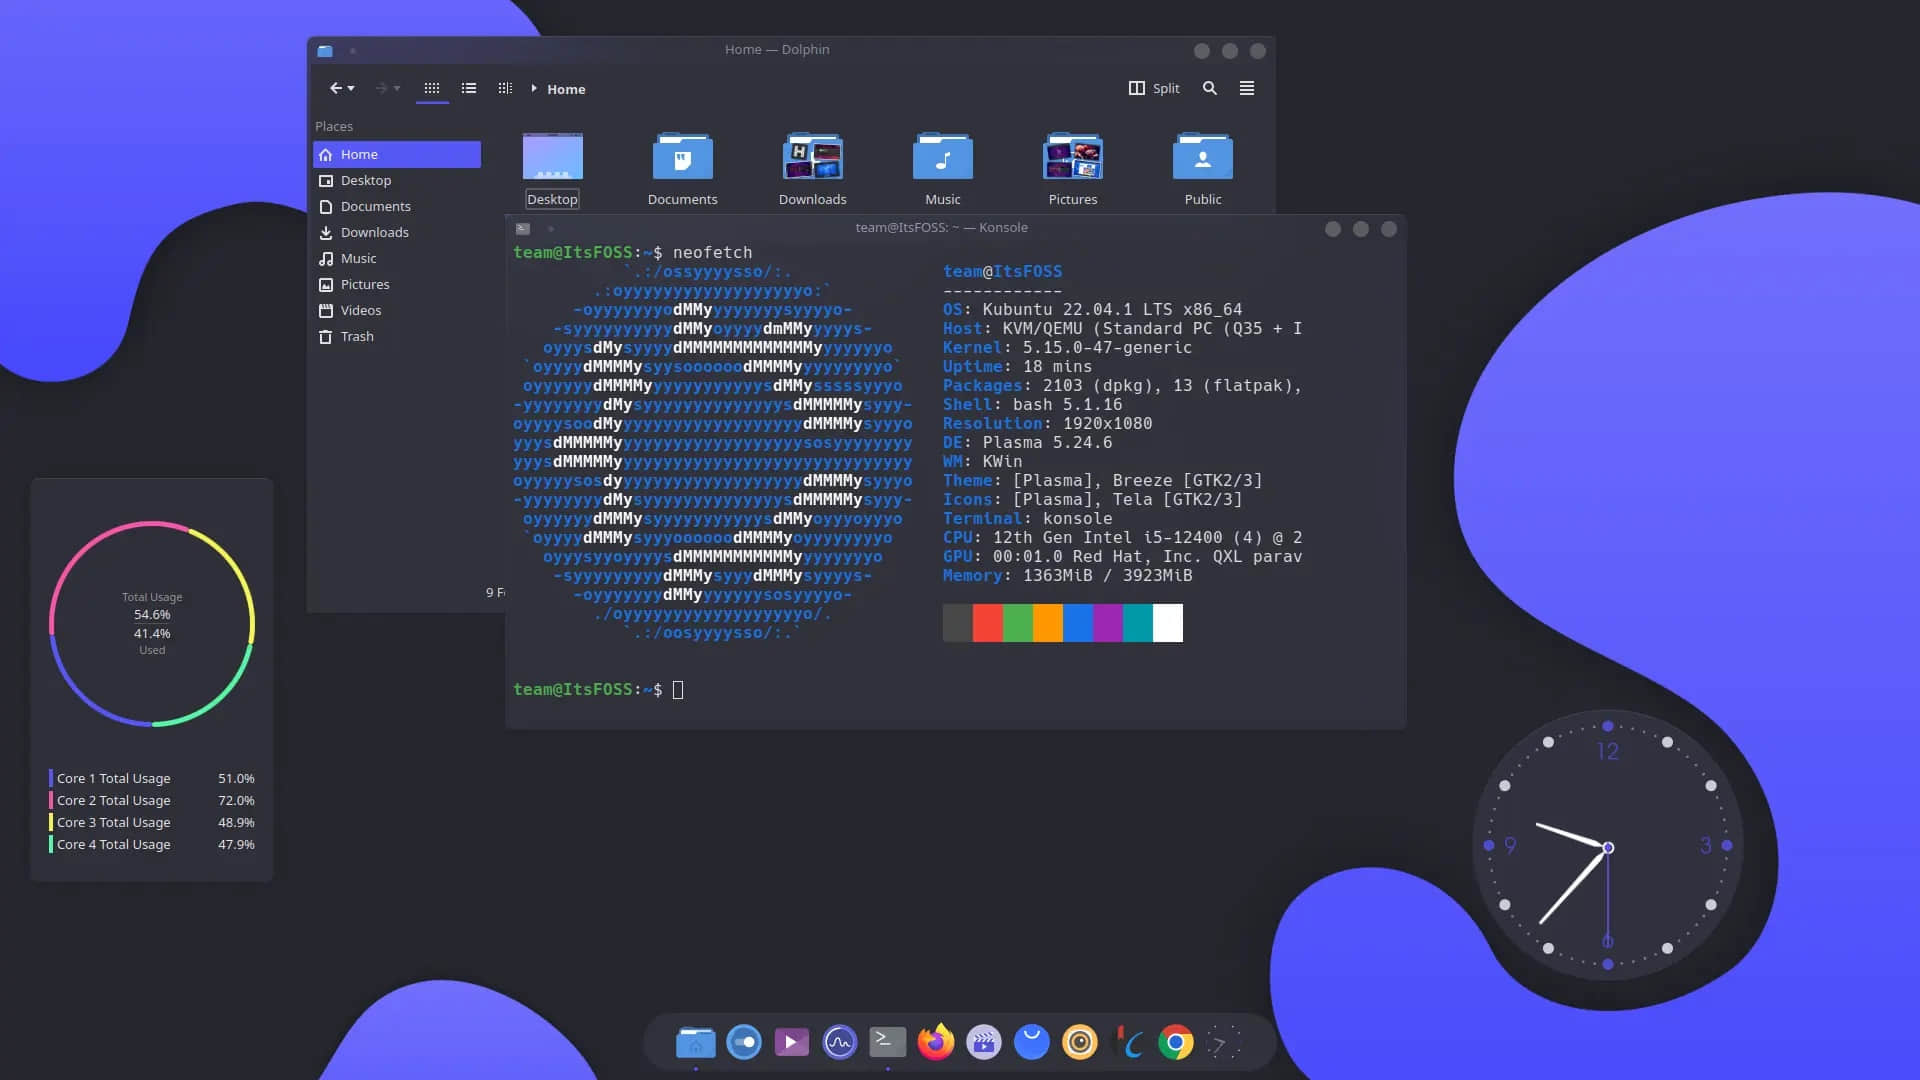 Home — Dolphin
Home
Split
Places
Home
Desktop
Documents
Downloads
Music
Pictures
Videos
Trash
Desktop
Documents
Downloads
Music
Pictures
Public
9 F
team@ItsFOSS: ~ — Konsole
team@ItsFOSS:~$ neofetch
`.:/ossyyyysso/:.
.:oyyyyyyyyyyyyyyyyyyo:`
-oyyyyyyyodMMyyyyyyyysyyyyo-
-syyyyyyyyyydMMyoyyyydmMMyyyyys-
oyyysdMysyyyydMMMMMMMMMMMMMyyyyyyyo
`oyyyydMMMMysyysoooooodMMMMyyyyyyyyyo`
oyyyyyydMMMMyyyyyyyyyyyysdMMysssssyyyo
-yyyyyyyydMysyyyyyyyyyyyyyysdMMMMMysyyy-
oyyyysoodMyyyyyyyyyyyyyyyyyyydMMMMysyyyo
yyysdMMMMMyyyyyyyyyyyyyyyyyyysosyyyyyyyy
yyysdMMMMMyyyyyyyyyyyyyyyyyyyyyyyyyyyyyy
oyyyyysosdyyyyyyyyyyyyyyyyyyydMMMMysyyyo
-yyyyyyyydMysyyyyyyyyyyyyyysdMMMMMysyyy-
oyyyyyydMMMysyyyyyyyyyyysdMMyoyyyoyyyo
`oyyyydMMMysyyyoooooodMMMMyoyyyyyyyyo
oyyysyyoyyyysdMMMMMMMMMMMyyyyyyyyo
-syyyyyyyyydMMMysyyydMMMysyyyys-
-oyyyyyyydMMyyyyyyysosyyyyo-
./oyyyyyyyyyyyyyyyyyyo/.
`.:/oosyyyysso/:.`
team@ItsFOSS
------------
OS: Kubuntu 22.04.1 LTS x86_64
Host: KVM/QEMU (Standard PC (Q35 + I
Kernel: 5.15.0-47-generic
Uptime: 18 mins
Packages: 2103 (dpkg), 13 (flatpak),
Shell: bash 5.1.16
Resolution: 1920x1080
DE: Plasma 5.24.6
WM: KWin
Theme: [Plasma], Breeze [GTK2/3]
Icons: [Plasma], Tela [GTK2/3]
Terminal: konsole
CPU: 12th Gen Intel i5-12400 (4) @ 2
GPU: 00:01.0 Red Hat, Inc. QXL parav
Memory: 1363MiB / 3923MiB
team@ItsFOSS:~$
Total Usage
54.6%
41.4%
Used
Core 1 Total Usage 51.0%
Core 2 Total Usage 72.0%
Core 3 Total Usage 48.9%
Core 4 Total Usage 47.9%
12
9 3
6